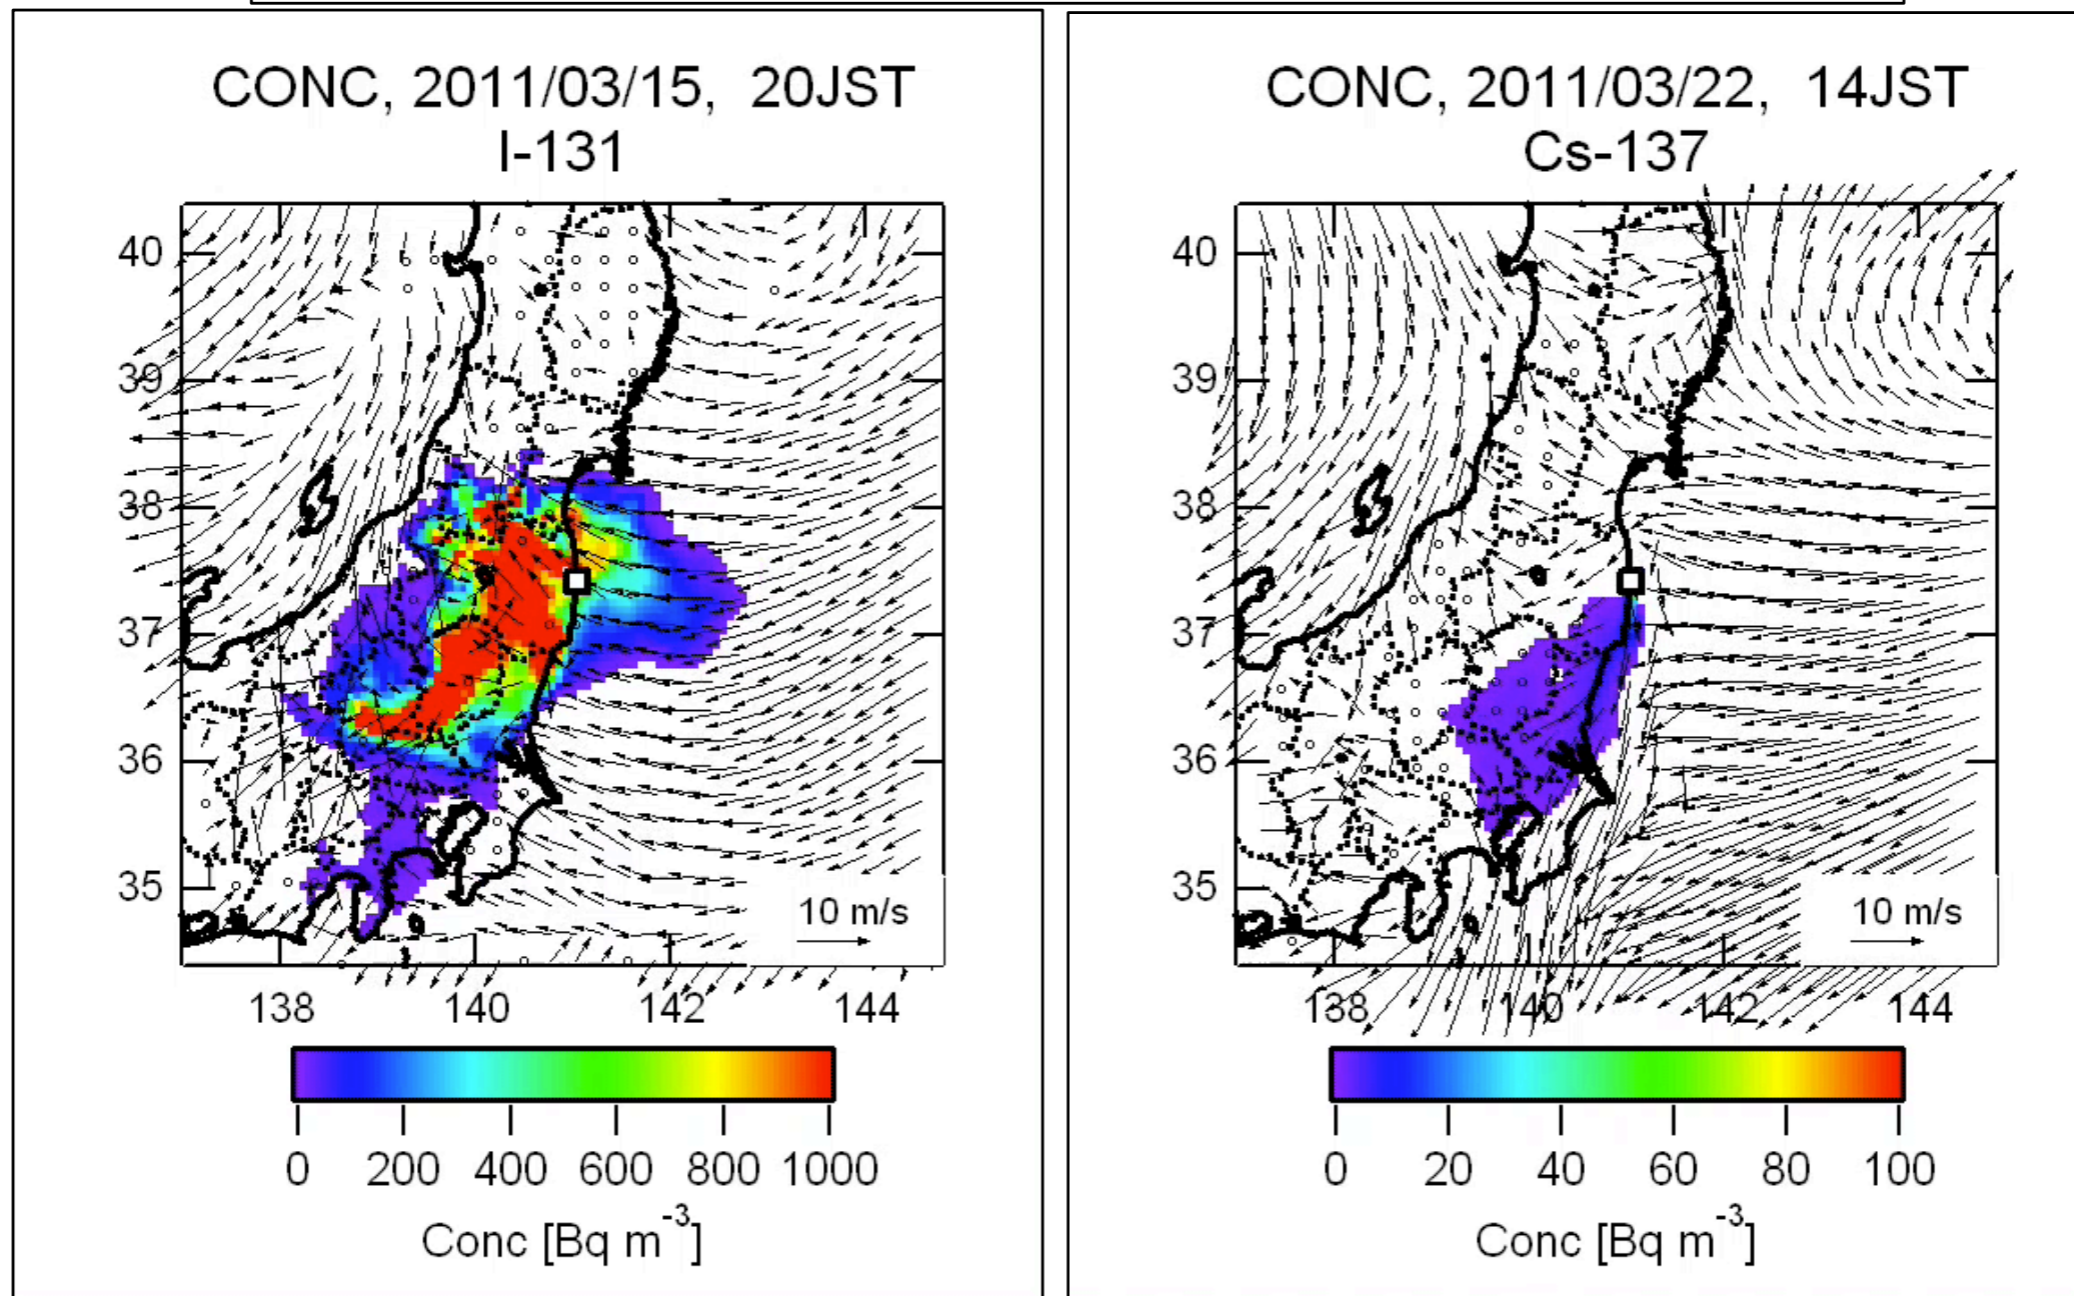 CONC, 2011/03/15,  20JST
I-131
40
39
38
37
36
35
10 m/s
138 140 142 144
0 200 400 600 800 1000
Conc [Bq m⁻³]
CONC, 2011/03/22,  14JST
Cs-137
40
39
38
37
36
35
10 m/s
138 140 142 144
0 20 40 60 80 100
Conc [Bq m⁻³]